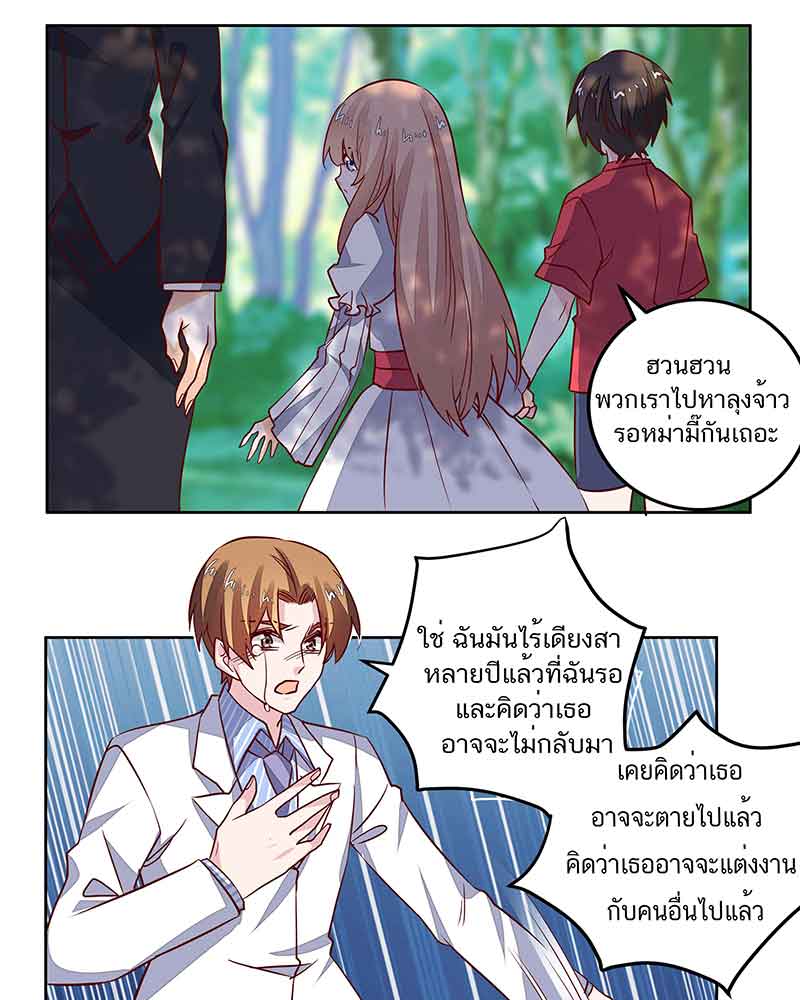 ฮวนฮวน
พวกเราไปหาลุงจ้าว
รอหม่ามี๊กันเถอะ
ใช่ ฉันมันไร้เดียงสา
หลายปีแล้วที่ฉันรอ
และคิดว่าเธอ
อาจจะไม่กลับมา
เคยคิดว่าเธอ
อาจจะตายไปแล้ว
คิดว่าเธออาจจะแต่งงาน
กับคนอื่นไปแล้ว